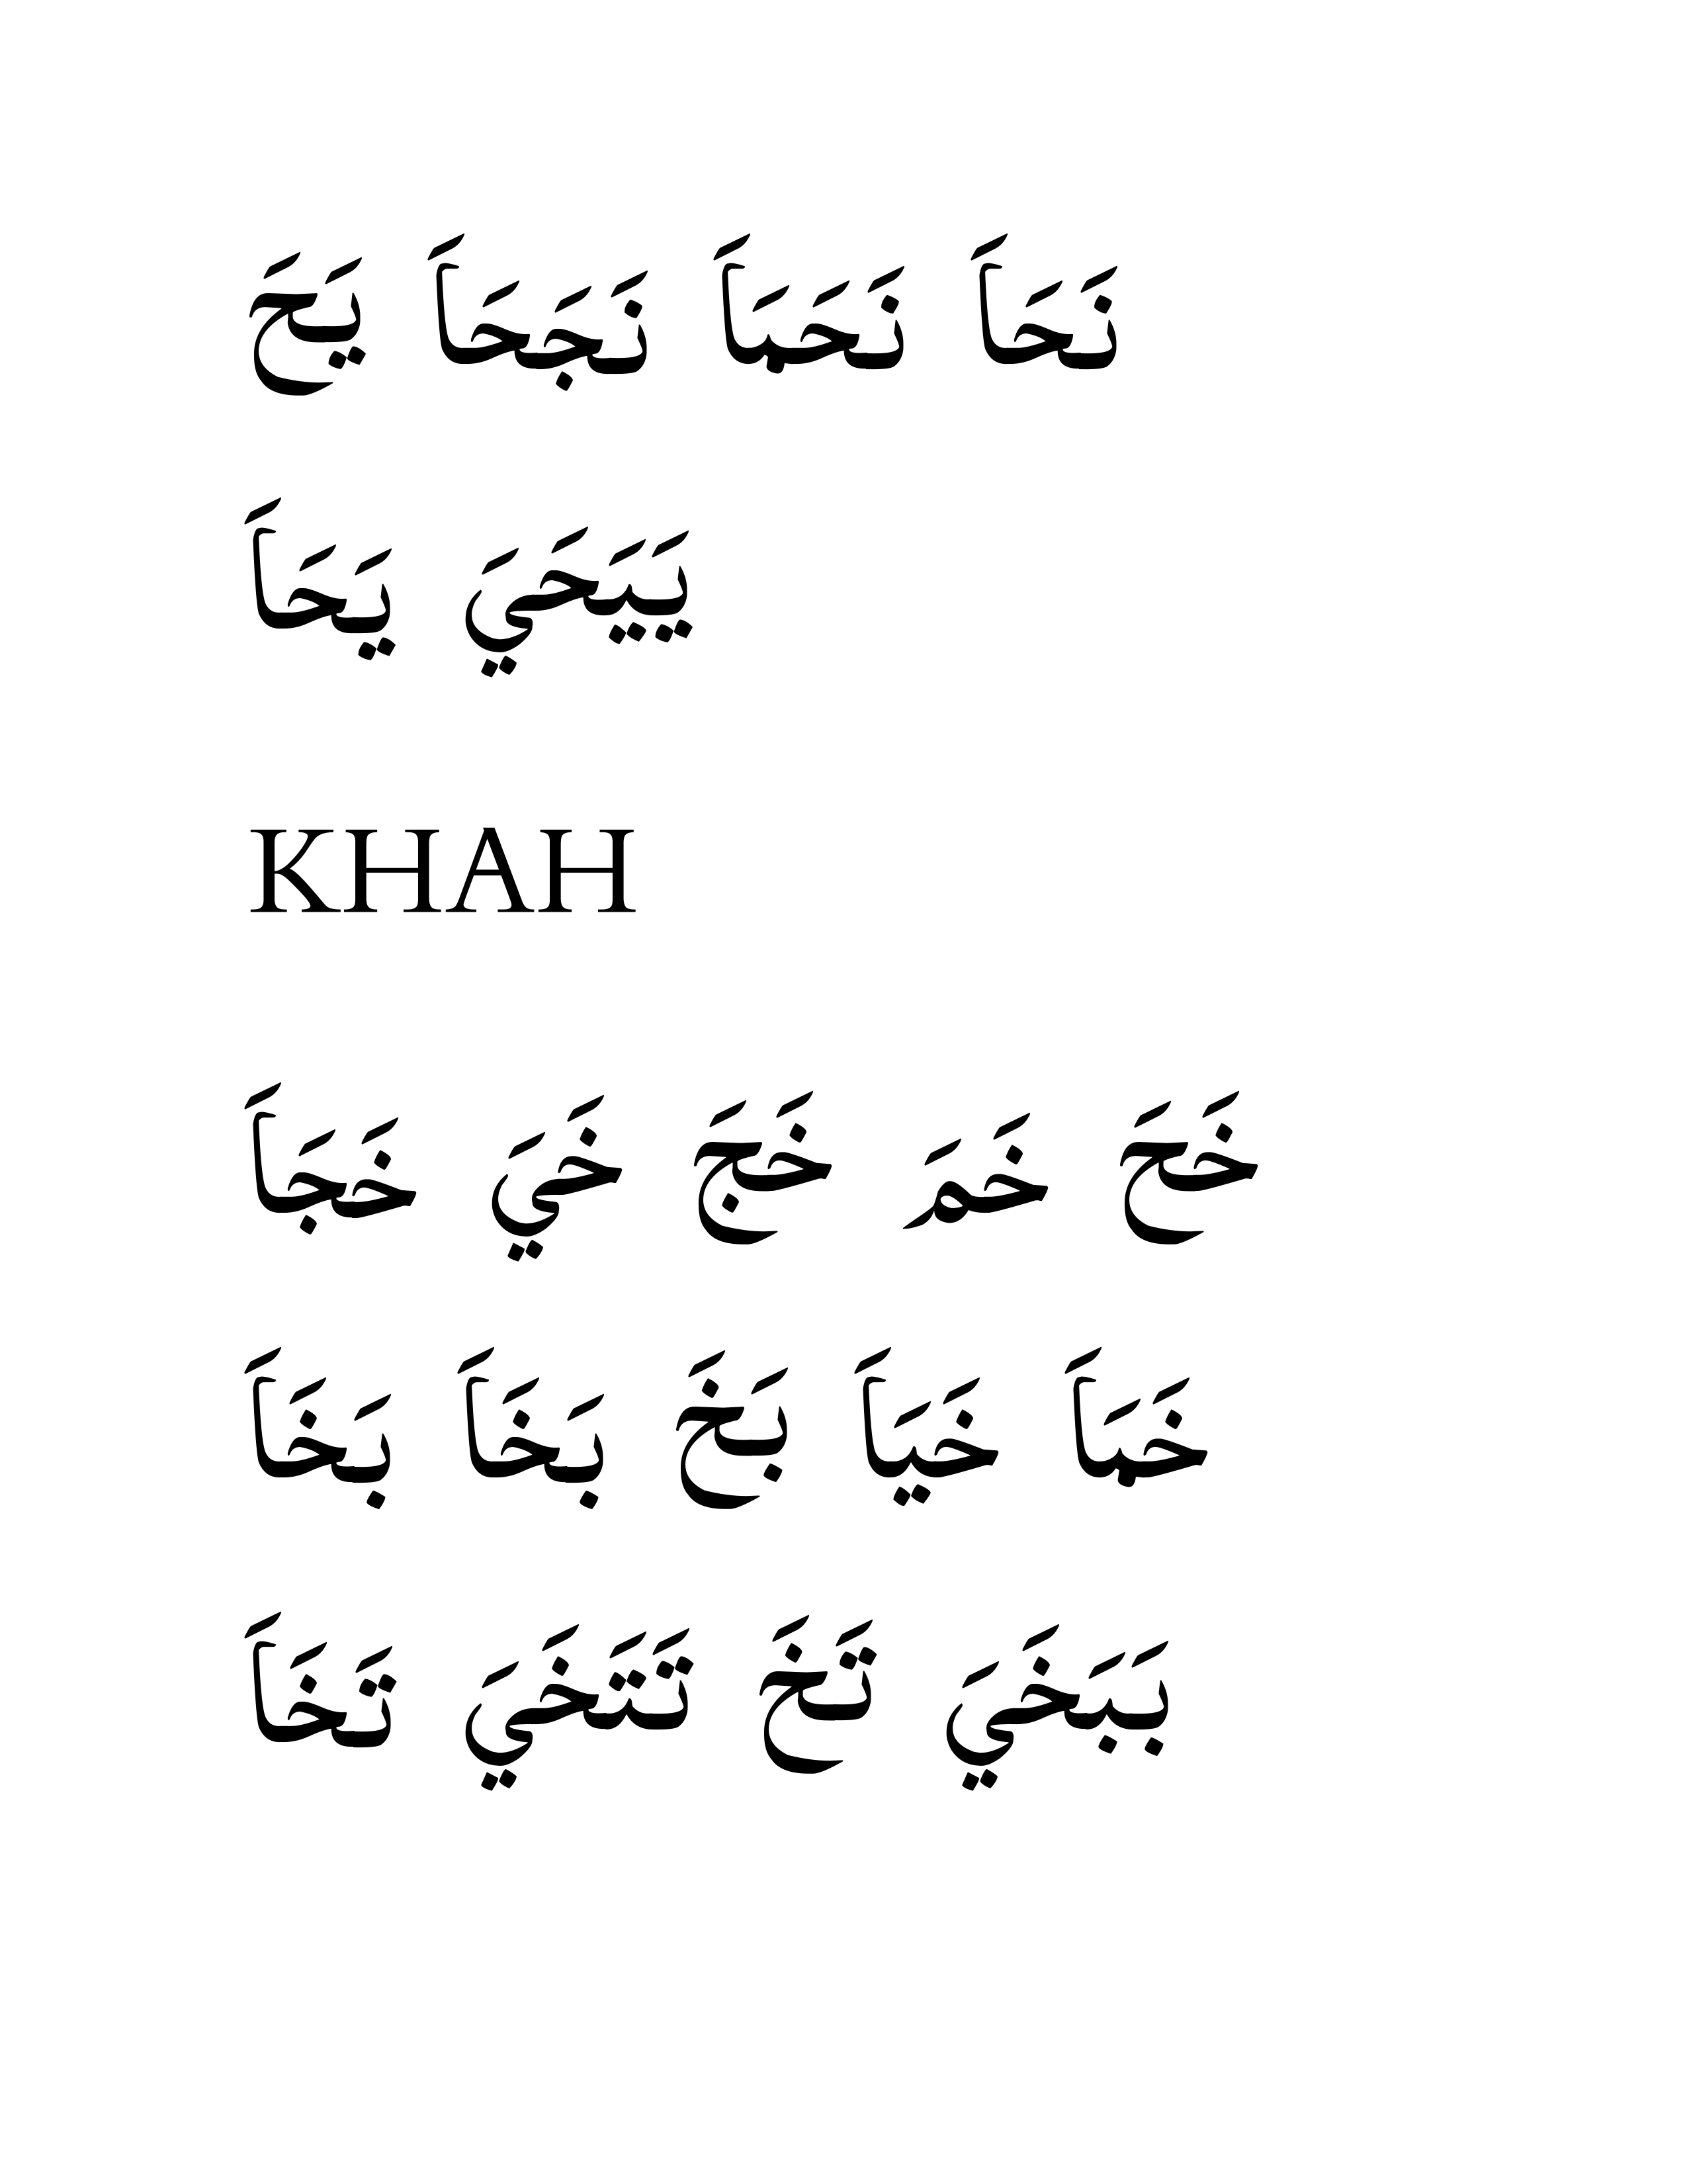 نَحَاَ نَحَمَاَ نَجَحَاَ يَحَ
يَيَحَيَ يَحَاَ
KHAH
خَحَ خَمَ خَجَ خَيَ خَجَاَ
خَمَاَ خَيَاَ بَخَ بَخَاَ بَخَاَ
بَبَخَيَ تَخَ تَتَخَيَ تَخَاَ